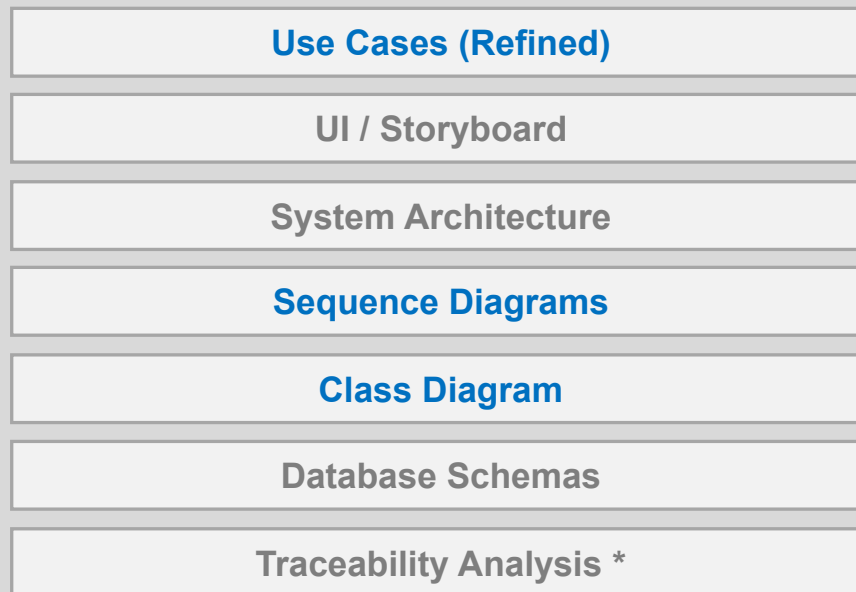 Use Cases (Refined)
UI / Storyboard
System Architecture
Sequence Diagrams
Class Diagram
Database Schemas
Traceability Analysis *